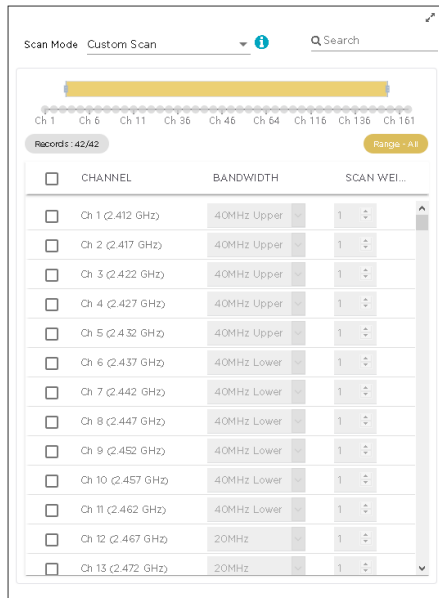 Scan Mode Custom Scan Search
Ch 1 Ch 6 Ch 11 Ch 36 Ch 46 Ch 64 Ch 116 Ch 136 Ch 161
Records : 42/42 Range - All
CHANNEL BANDWIDTH SCAN WEI...
Ch 1 (2.412 GHz) 40MHz Upper 1
Ch 2 (2.417 GHz) 40MHz Upper 1
Ch 3 (2.422 GHz) 40MHz Upper 1
Ch 4 (2.427 GHz) 40MHz Upper 1
Ch 5 (2.432 GHz) 40MHz Upper 1
Ch 6 (2.437 GHz) 40MHz Lower 1
Ch 7 (2.442 GHz) 40MHz Lower 1
Ch 8 (2.447 GHz) 40MHz Lower 1
Ch 9 (2.452 GHz) 40MHz Lower 1
Ch 10 (2.457 GHz) 40MHz Lower 1
Ch 11 (2.462 GHz) 40MHz Lower 1
Ch 12 (2.467 GHz) 20MHz 1
Ch 13 (2.472 GHz) 20MHz 1